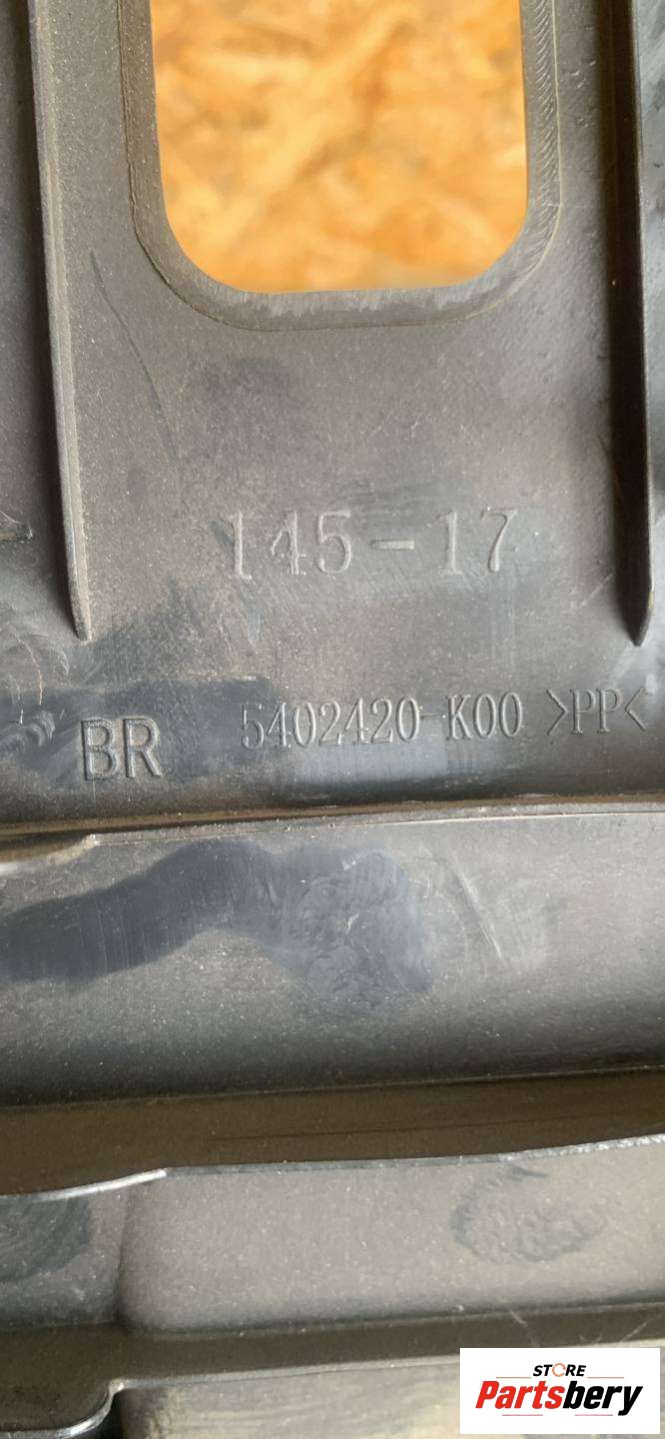 145-17
BR 5402420-K00 >PP<
STORE
Partsbery